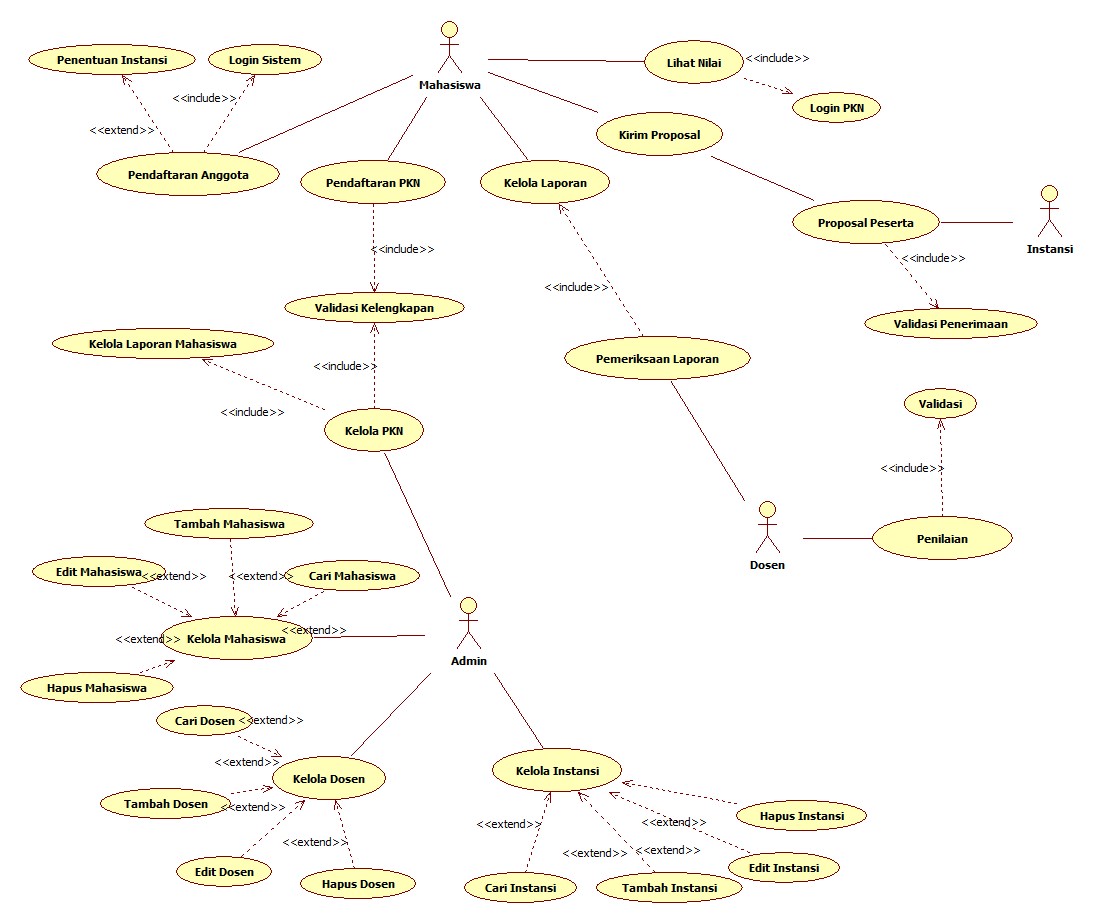 Penentuan Instansi
Login Sistem
<<include>>
<<extend>>
Pendaftaran Anggota
Mahasiswa
Lihat Nilai
<<include>>
Login PKN
Kirim Proposal
Pendaftaran PKN
Kelola Laporan
Proposal Peserta
Instansi
<<include>>
<<include>>
<<include>>
Validasi Kelengkapan
Validasi Penerimaan
Kelola Laporan Mahasiswa
<<include>>
Pemeriksaan Laporan
<<include>>
Kelola PKN
Validasi
<<include>>
Dosen
Penilaian
Tambah Mahasiswa
Edit Mahasiswa
<<extend>>
<<extend>>
Cari Mahasiswa
<<extend>>
Kelola Mahasiswa
<<extend>>
Admin
Hapus Mahasiswa
Cari Dosen
<<extend>>
<<extend>>
Kelola Dosen
Tambah Dosen
<<extend>>
<<extend>>
Edit Dosen
Hapus Dosen
Kelola Instansi
Hapus Instansi
<<extend>>
<<extend>>
<<extend>>
<<extend>>
Edit Instansi
Cari Instansi
Tambah Instansi